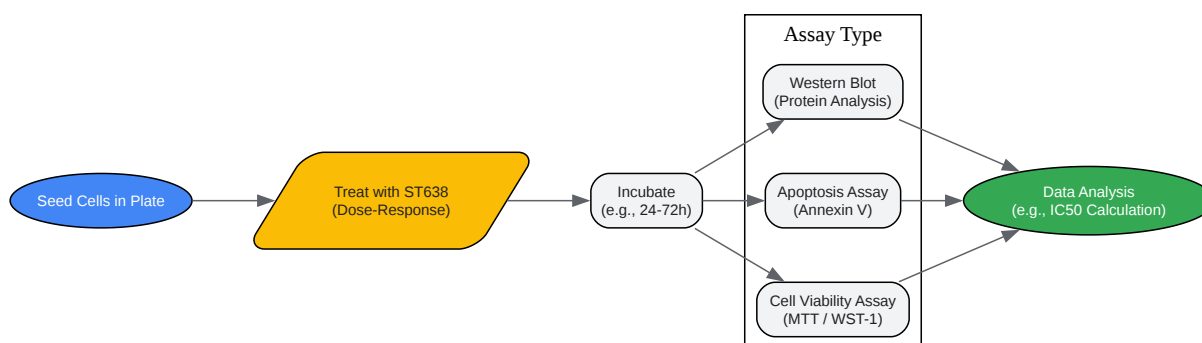 Seed Cells in Plate
Treat with ST638
(Dose-Response)
Incubate
(e.g., 24-72h)
Assay Type
Western Blot
(Protein Analysis)
Apoptosis Assay
(Annexin V)
Cell Viability Assay
(MTT / WST-1)
Data Analysis
(e.g., IC50 Calculation)